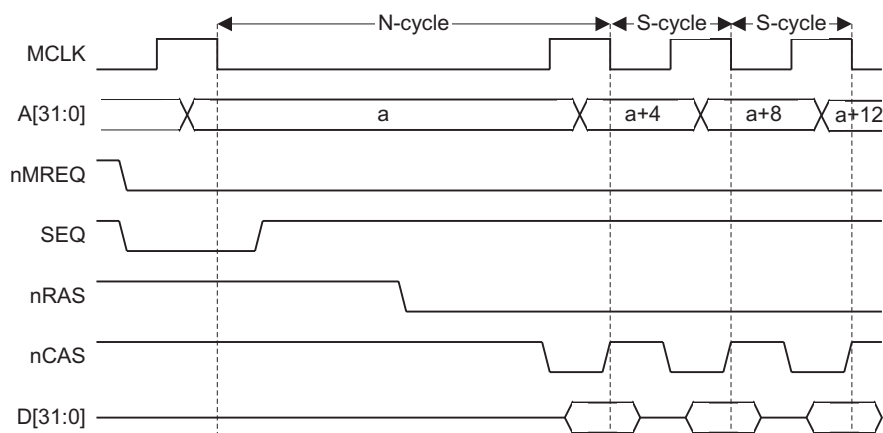 N-cycle S-cycle S-cycle
MCLK
A[31:0] a a+4 a+8 a+12
nMREQ
SEQ
nRAS
nCAS
D[31:0]